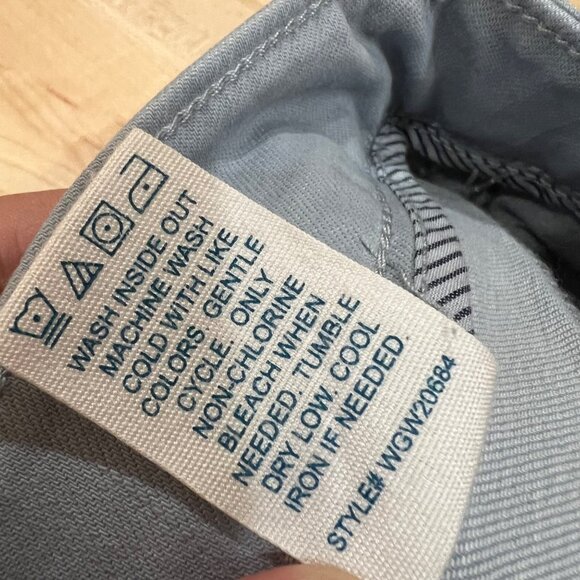 WASH INSIDE OUT
MACHINE WASH
COLD WITH LIKE
COLORS. GENTLE
CYCLE. ONLY
NON-CHLORINE
BLEACH WHEN
NEEDED. TUMBLE
DRY LOW. COOL
IRON IF NEEDED.
STYLE# WGW20684